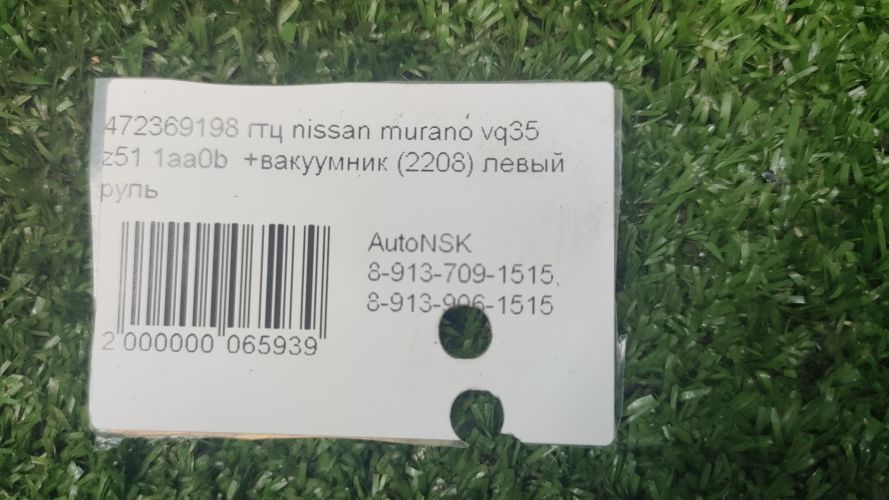 472369198 гтц nissan murano vq35
z51 1aa0b +вакуумник (2208) левый
руль
AutoNSK
8-913-709-1515,
8-913-906-1515
2 000000 065939